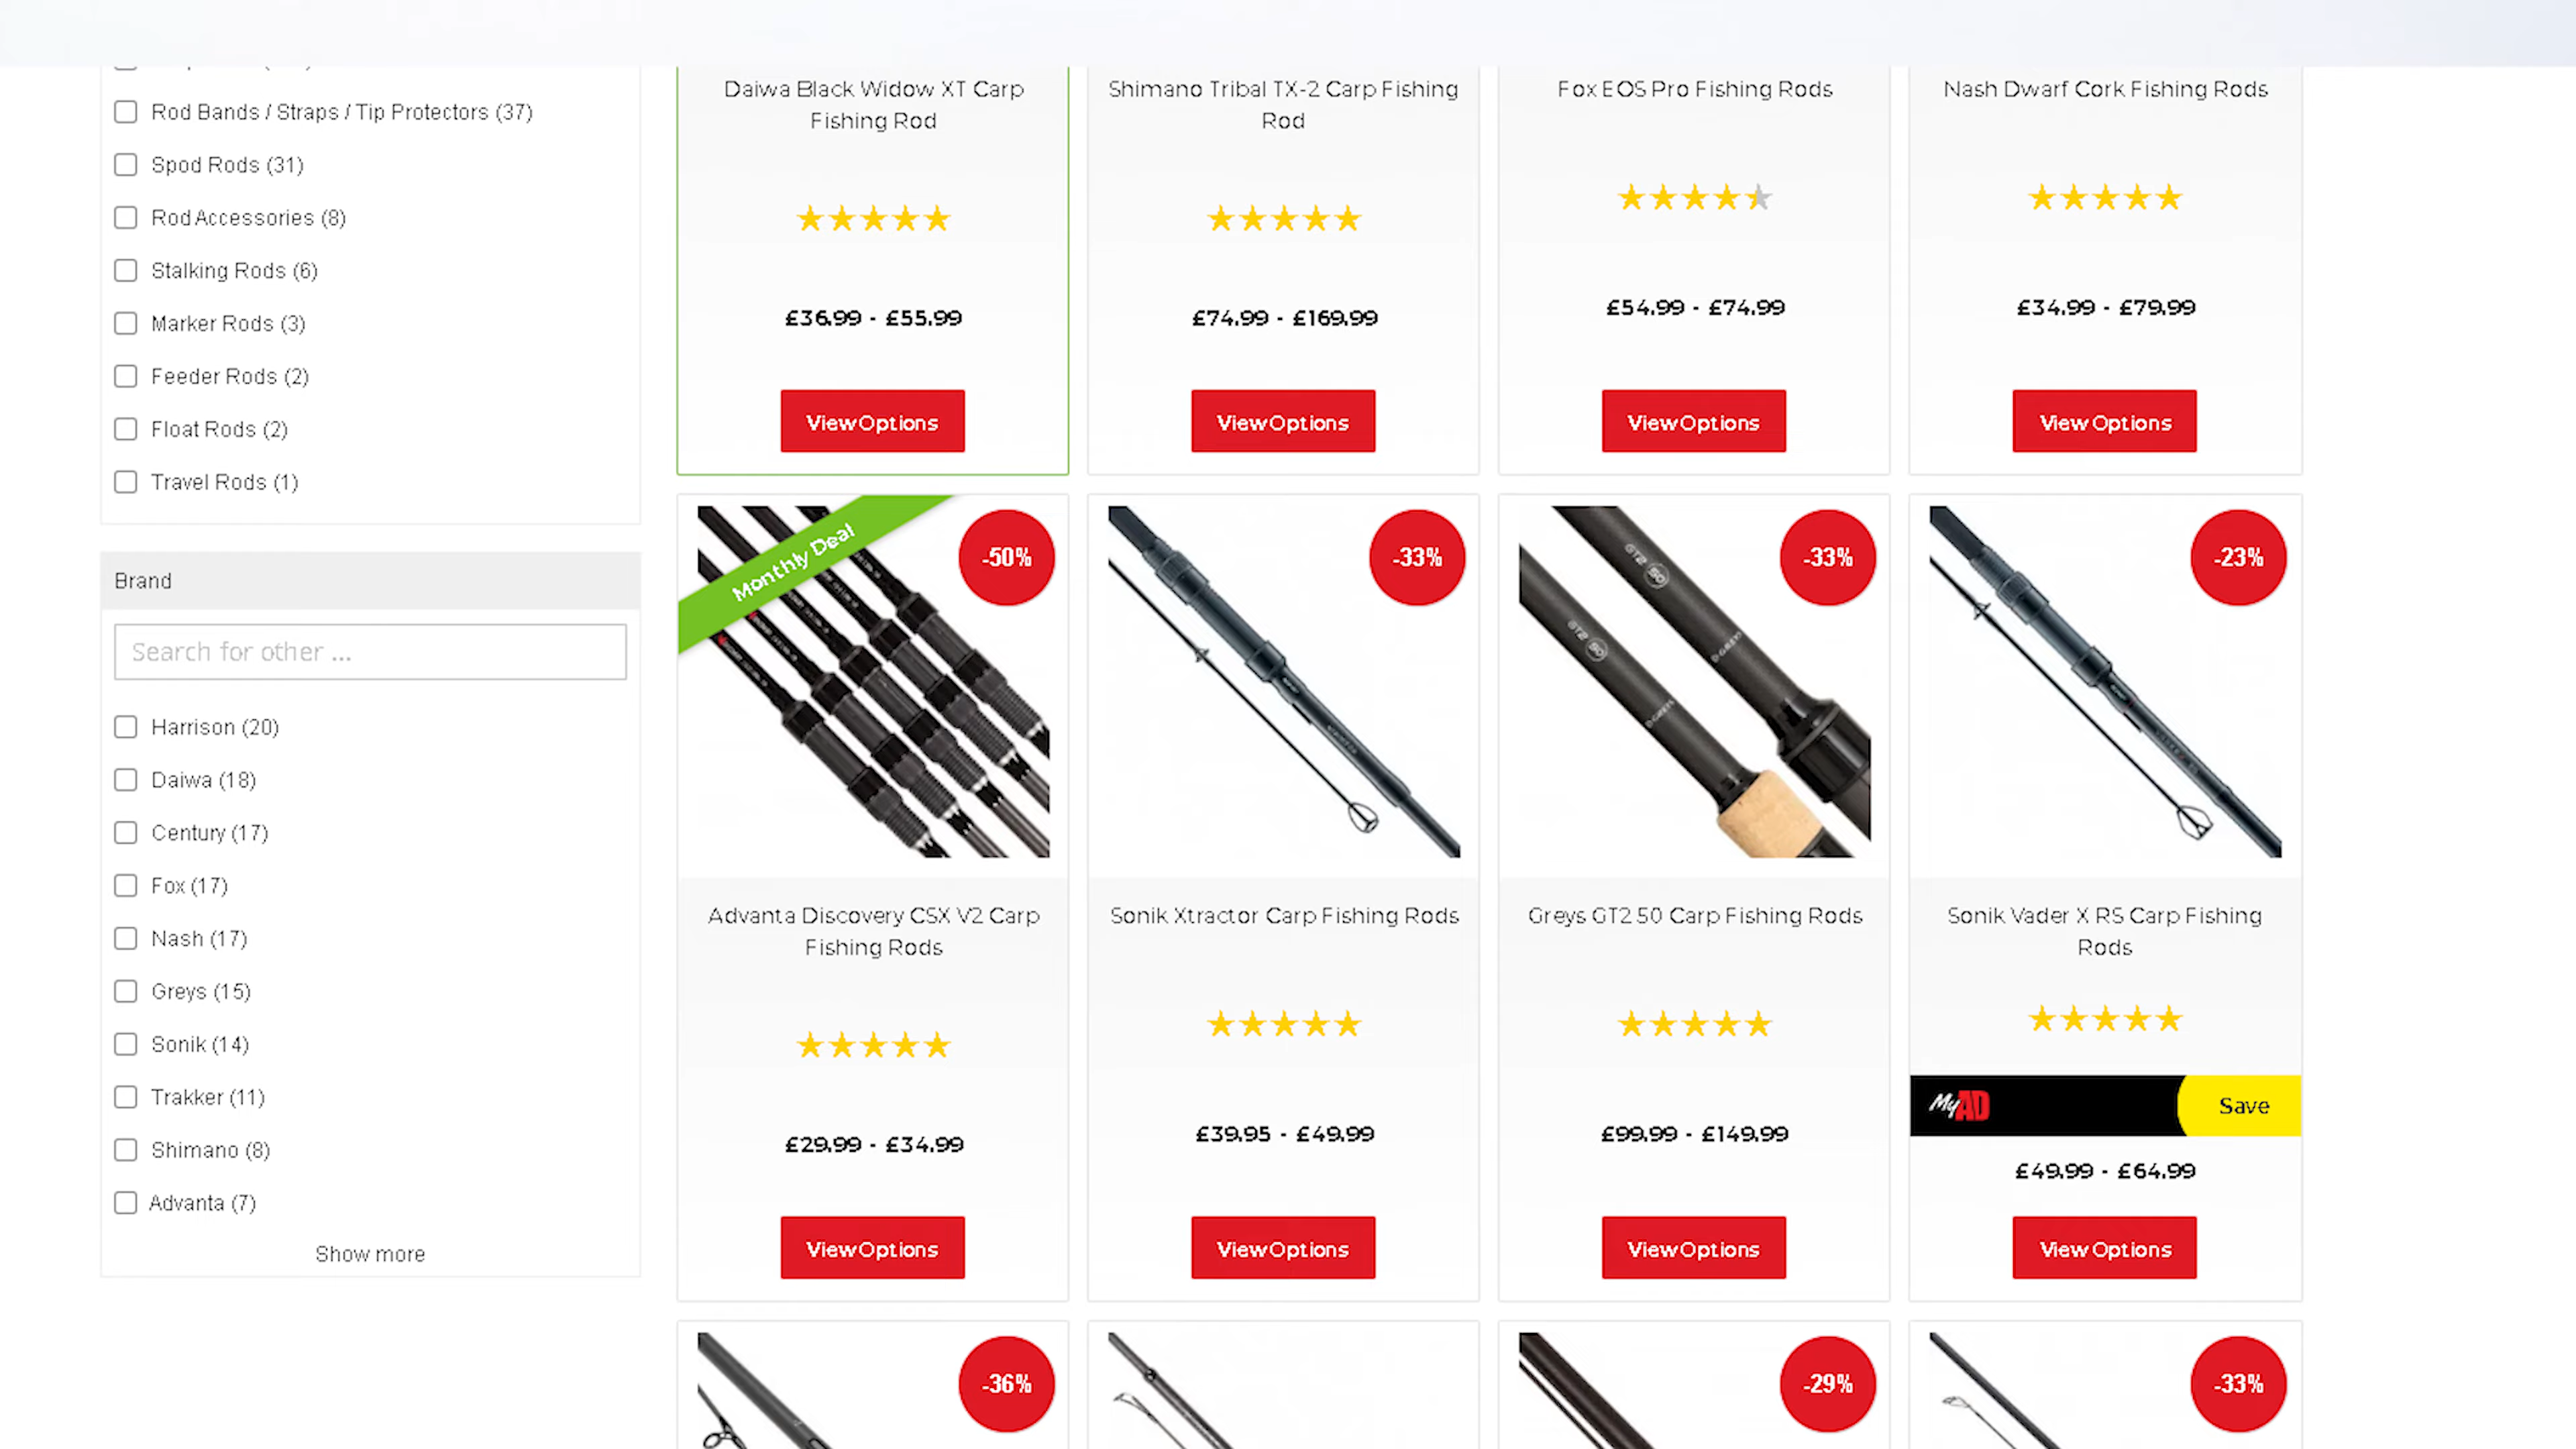 Rod Bands / Straps / Tip Protectors (37)
Spod Rods (31)
Rod Accessories (8)
Stalking Rods (6)
Marker Rods (3)
Feeder Rods (2)
Float Rods (2)
Travel Rods (1)
Brand
Search for other ...
Harrison (20)
Daiwa (18)
Century (17)
Fox (17)
Nash (17)
Greys (15)
Sonik (14)
Trakker (11)
Shimano (8)
Advanta (7)
Show more
Daiwa Black Widow XT Carp
Fishing Rod
£36.99 - £55.99
View Options
Shimano Tribal TX-2 Carp Fishing
Rod
£74.99 - £169.99
View Options
Fox EOS Pro Fishing Rods
£54.99 - £74.99
View Options
Nash Dwarf Cork Fishing Rods
£34.99 - £79.99
View Options
Monthly Deal
-50%
Advanta Discovery CSX V2 Carp
Fishing Rods
£29.99 - £34.99
View Options
-33%
Sonik Xtractor Carp Fishing Rods
£39.95 - £49.99
View Options
-33%
GT2 50
GREYS
GT2 50
GREYS
Greys GT2 50 Carp Fishing Rods
£99.99 - £149.99
View Options
-23%
Sonik Vader X RS Carp Fishing
Rods
MyAD
Save
£49.99 - £64.99
View Options
-36%
-29%
-33%